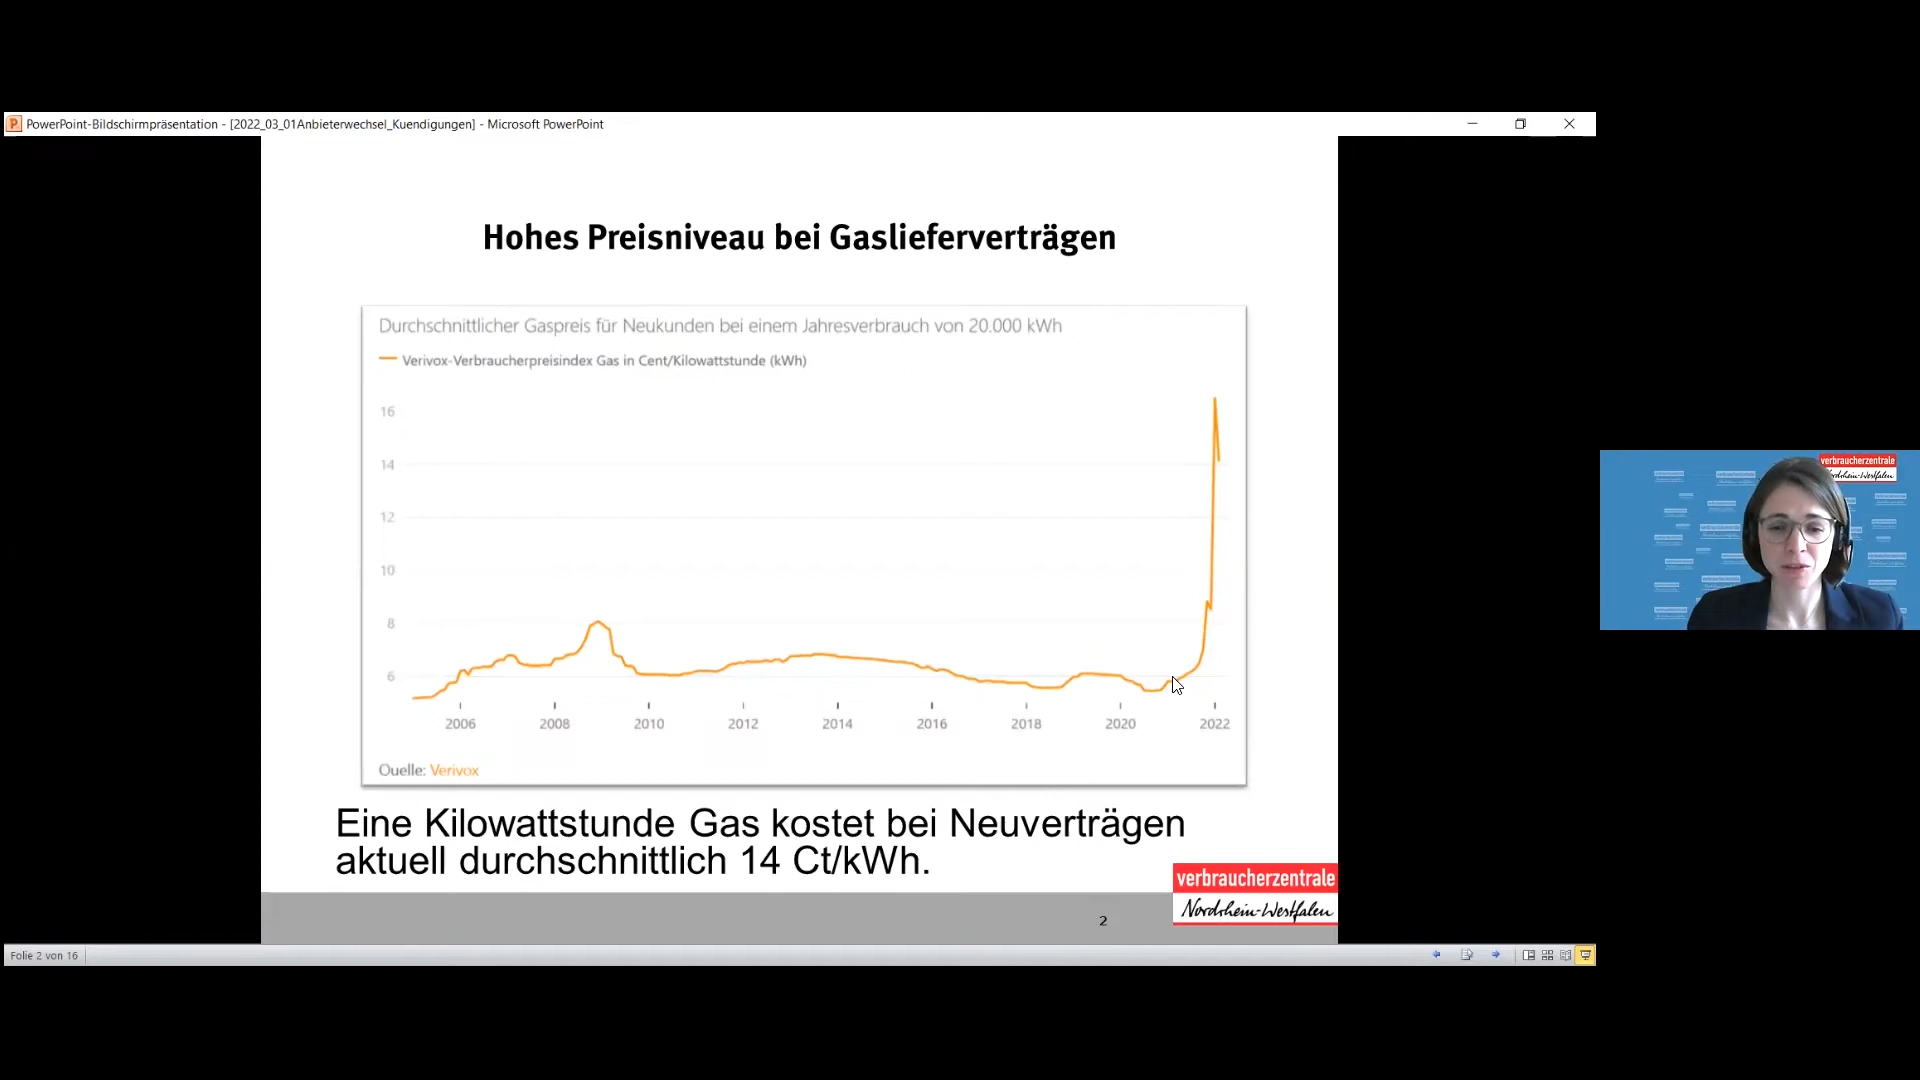 PowerPoint-Bildschirmpräsentation - [2022_03_01Anbieterwechsel_Kuendigungen] - Microsoft PowerPoint
Hohes Preisniveau bei Gaslieferverträgen
Durchschnittlicher Gaspreis für Neukunden bei einem Jahresverbrauch von 20.000 kWh
Verivox-Verbraucherpreisindex Gas in Cent/Kilowattstunde (kWh)
16
14
12
10
8
6
2006 2008 2010 2012 2014 2016 2018 2020 2022
Quelle: Verivox
Eine Kilowattstunde Gas kostet bei Neuverträgen
aktuell durchschnittlich 14 Ct/kWh.
verbraucherzentrale
Nordrhein-Westfalen
2
Folie 2 von 16
verbraucherzentrale
Nordrhein-Westfalen